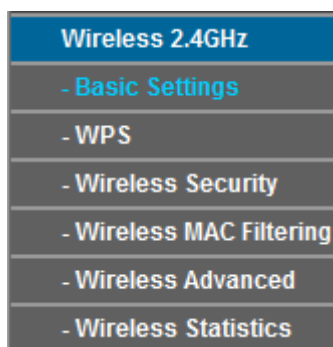 Wireless 2.4GHz
- Basic Settings
- WPS
- Wireless Security
- Wireless MAC Filtering
- Wireless Advanced
- Wireless Statistics